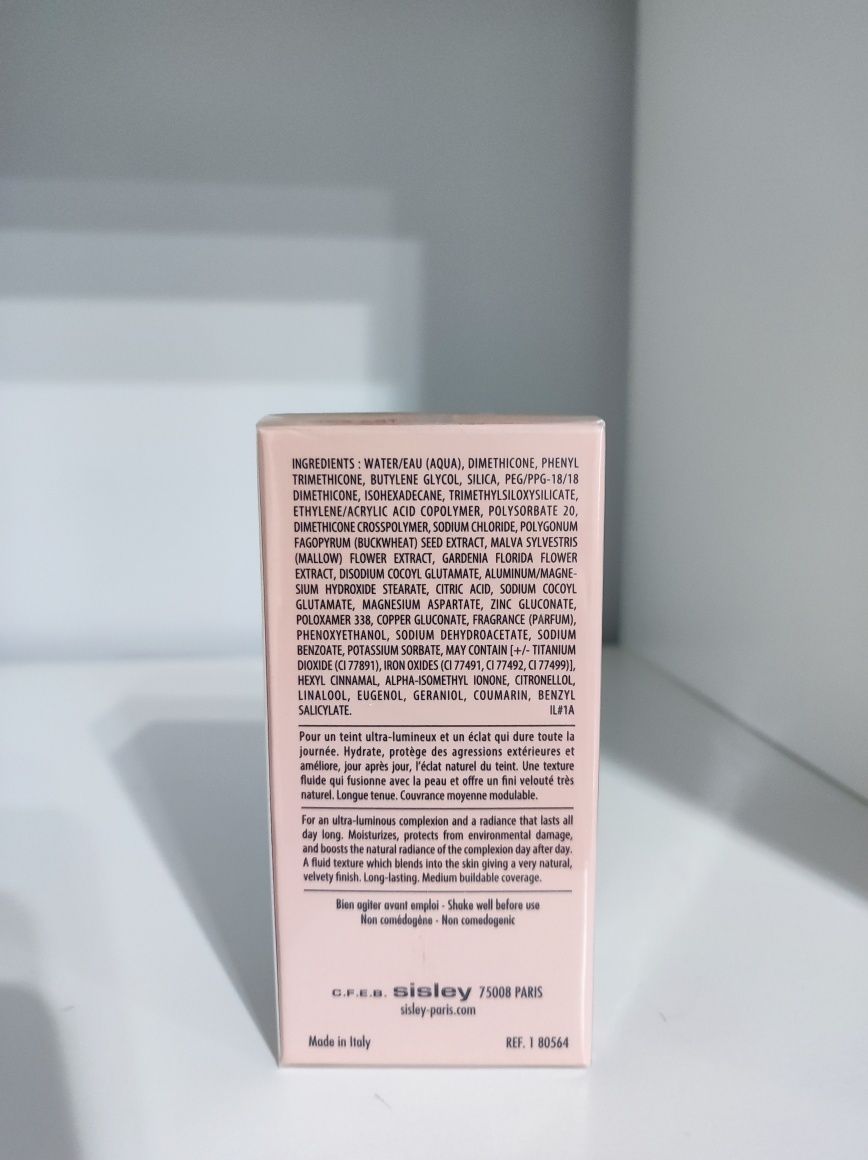 INGREDIENTS : WATER/EAU (AQUA), DIMETHICONE, PHENYL
TRIMETHICONE, BUTYLENE GLYCOL, SILICA, PEG/PPG-18/18
DIMETHICONE, ISOHEXADECANE, TRIMETHYLSILOXYSILICATE,
ETHYLENE/ACRYLIC ACID COPOLYMER, POLYSORBATE 20,
DIMETHICONE CROSSPOLYMER, SODIUM CHLORIDE, POLYGONUM
FAGOPYRUM (BUCKWHEAT) SEED EXTRACT, MALVA SYLVESTRIS
(MALLOW) FLOWER EXTRACT, GARDENIA FLORIDA FLOWER
EXTRACT, DISODIUM COCOYL GLUTAMATE, ALUMINUM/MAGNE-
SIUM HYDROXIDE STEARATE, CITRIC ACID, SODIUM COCOYL
GLUTAMATE, MAGNESIUM ASPARTATE, ZINC GLUCONATE,
POLOXAMER 338, COPPER GLUCONATE, FRAGRANCE (PARFUM),
PHENOXYETHANOL, SODIUM DEHYDROACETATE, SODIUM
BENZOATE, POTASSIUM SORBATE, MAY CONTAIN [+/- TITANIUM
DIOXIDE (CI 77891), IRON OXIDES (CI 77491, CI 77492, CI 77499)],
HEXYL CINNAMAL, ALPHA-ISOMETHYL IONONE, CITRONELLOL,
LINALOOL, EUGENOL, GERANIOL, COUMARIN, BENZYL
SALICYLATE. IL#1A
Pour un teint ultra-lumineux et un éclat qui dure toute la
journée. Hydrate, protège des agressions extérieures et
améliore, jour après jour, l'éclat naturel du teint. Une texture
fluide qui fusionne avec la peau et offre un fini velouté très
naturel. Longue tenue. Couvrance moyenne modulable.
For an ultra-luminous complexion and a radiance that lasts all
day long. Moisturizes, protects from environmental damage,
and boosts the natural radiance of the complexion day after day.
A fluid texture which blends into the skin giving a very natural,
velvety finish. Long-lasting. Medium buildable coverage.
Bien agiter avant emploi - Shake well before use
Non comédogène - Non comedogenic
C.F.E.B. sisley 75008 PARIS
sisley-paris.com
Made in Italy REF. 1 80564